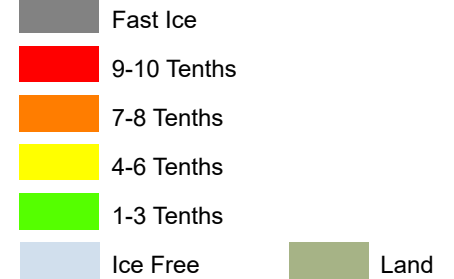 Fast Ice
9-10 Tenths
7-8 Tenths
4-6 Tenths
1-3 Tenths
Ice Free Land